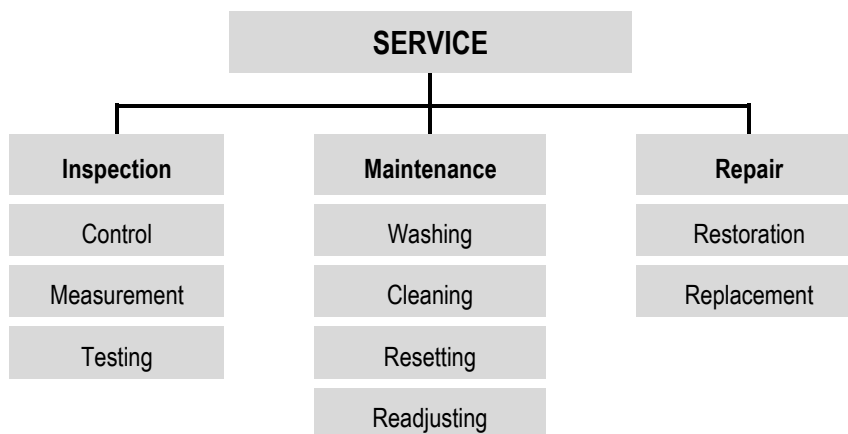 SERVICE
Inspection
Control
Measurement
Testing
Maintenance
Washing
Cleaning
Resetting
Readjusting
Repair
Restoration
Replacement